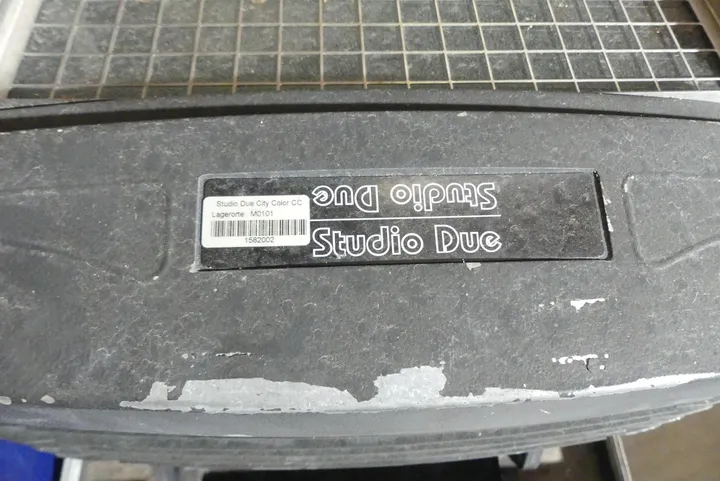 Studio Due City Color CC
Lagerorte M0101
1582002
Studio Due
Studio Due